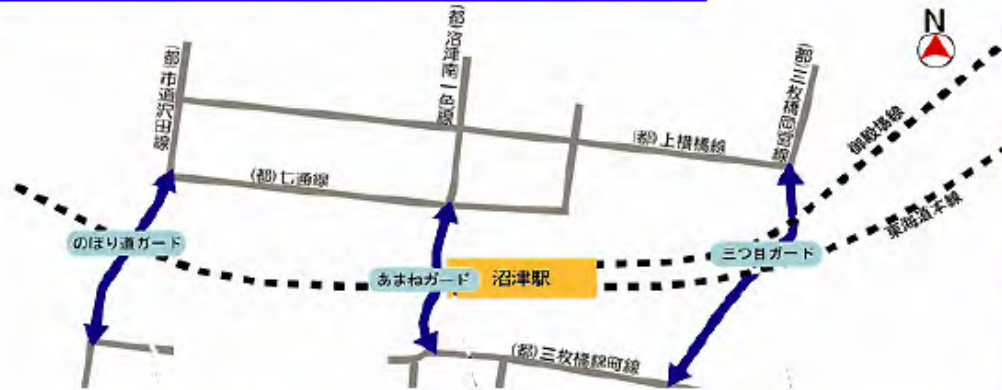 N
(都)市道沢田線
(都)沼津南一色線
(都)三枚橋岡宮線
御殿場線
(都)上横橋線
東海道本線
(都)七通線
のぼり道ガード
三つ目ガード
あまねガード
沼津駅
(都)三枚橋錦町線